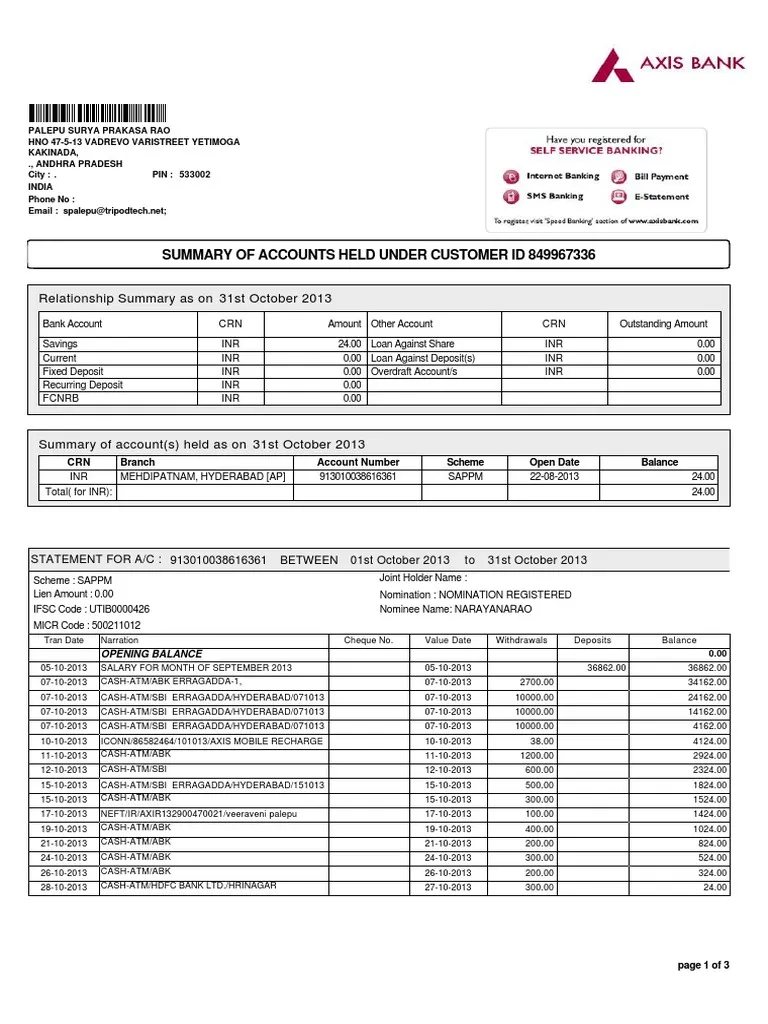 AXIS BANK
PALEPU SURYA PRAKASA RAO
HNO 47-5-13 VADREVO VARISTREET YETIMOGA
KAKINADA,
., ANDHRA PRADESH
City : . PIN : 533002
INDIA
Phone No :
Email : spalepu@tripodtech.net;
Have you registered for
SELF SERVICE BANKING?
Internet Banking Bill Payment
SMS Banking E-Statement
To register, visit 'Speed Banking' section of www.axisbank.com
SUMMARY OF ACCOUNTS HELD UNDER CUSTOMER ID 849967336
Relationship Summary as on 31st October 2013
Bank Account CRN Amount Other Account CRN Outstanding Amount
Savings INR 24.00 Loan Against Share INR 0.00
Current INR 0.00 Loan Against Deposit(s) INR 0.00
Fixed Deposit INR 0.00 Overdraft Account/s INR 0.00
Recurring Deposit INR 0.00
FCNRB INR 0.00
Summary of account(s) held as on 31st October 2013
CRN Branch Account Number Scheme Open Date Balance
INR MEHDIPATNAM, HYDERABAD [AP] 913010038616361 SAPPM 22-08-2013 24.00
Total( for INR): 24.00
STATEMENT FOR A/C : 913010038616361 BETWEEN 01st October 2013 to 31st October 2013
Scheme : SAPPM Joint Holder Name :
Lien Amount : 0.00 Nomination : NOMINATION REGISTERED
IFSC Code : UTIB0000426 Nominee Name: NARAYANARAO
MICR Code : 500211012
Tran Date Narration Cheque No. Value Date Withdrawals Deposits Balance
OPENING BALANCE 0.00
05-10-2013 SALARY FOR MONTH OF SEPTEMBER 2013 05-10-2013 36862.00 36862.00
07-10-2013 CASH-ATM/ABK ERRAGADDA-1, 07-10-2013 2700.00 34162.00
07-10-2013 CASH-ATM/SBI ERRAGADDA/HYDERABAD/071013 07-10-2013 10000.00 24162.00
07-10-2013 CASH-ATM/SBI ERRAGADDA/HYDERABAD/071013 07-10-2013 10000.00 14162.00
07-10-2013 CASH-ATM/SBI ERRAGADDA/HYDERABAD/071013 07-10-2013 10000.00 4162.00
10-10-2013 ICONN/86582464/101013/AXIS MOBILE RECHARGE 10-10-2013 38.00 4124.00
11-10-2013 CASH-ATM/ABK 11-10-2013 1200.00 2924.00
12-10-2013 CASH-ATM/SBI 12-10-2013 600.00 2324.00
15-10-2013 CASH-ATM/SBI ERRAGADDA/HYDERABAD/151013 15-10-2013 500.00 1824.00
15-10-2013 CASH-ATM/ABK 15-10-2013 300.00 1524.00
17-10-2013 NEFT/IR/AXIR132900470021/veeraveni palepu 17-10-2013 100.00 1424.00
19-10-2013 CASH-ATM/ABK 19-10-2013 400.00 1024.00
21-10-2013 CASH-ATM/ABK 21-10-2013 200.00 824.00
24-10-2013 CASH-ATM/ABK 24-10-2013 300.00 524.00
26-10-2013 CASH-ATM/ABK 26-10-2013 200.00 324.00
28-10-2013 CASH-ATM/HDFC BANK LTD./HRINAGAR 27-10-2013 300.00 24.00
page 1 of 3